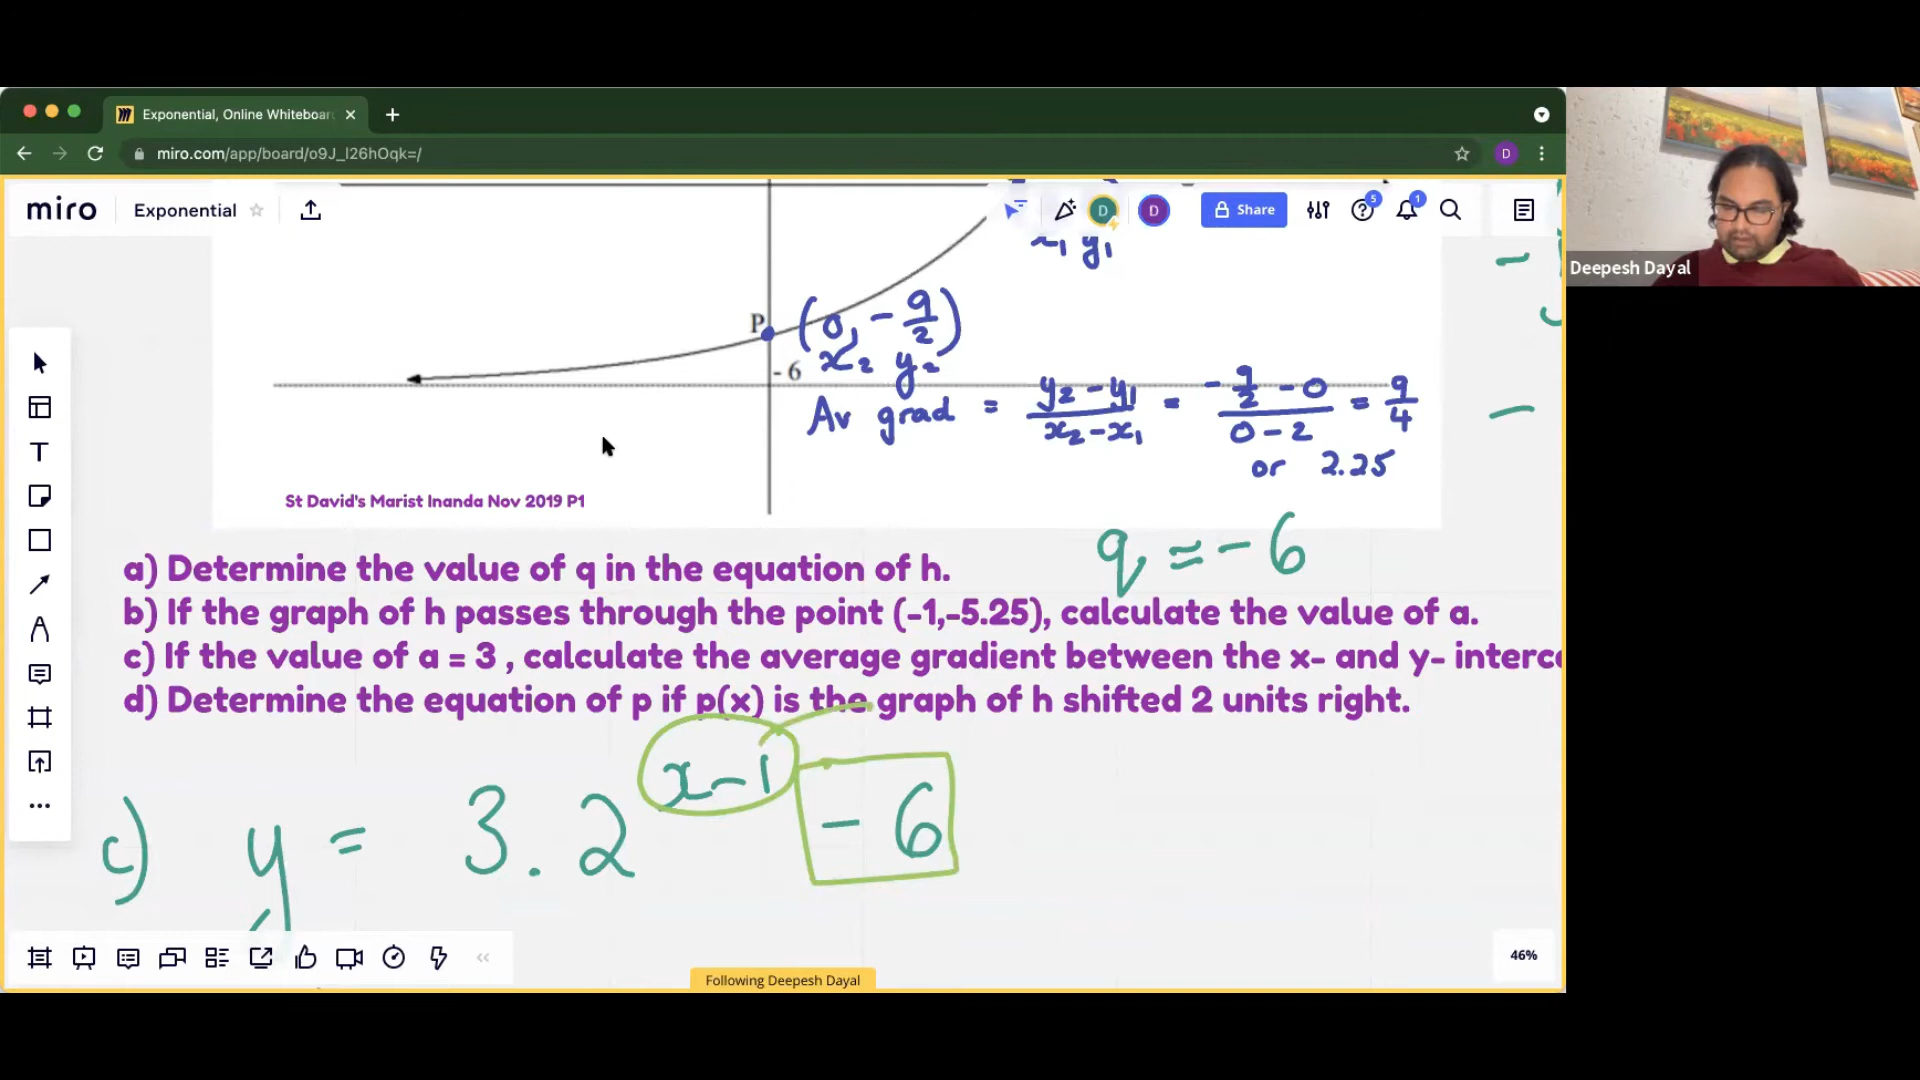 Exponential, Online Whiteboar
miro.com/app/board/o9J_l26hOqk=/
D
miro
Exponential
D
D
Share
5
1
Deepesh Dayal
x₁ y₁
P
(0, -9/2)
x₂ y₂
- 6
Av grad = (y₂ - y₁)/(x₂ - x₁) = (-9/2 - 0)/(0 - 2) = 9/4
or 2.25
St David's Marist Inanda Nov 2019 P1
q = - 6
a) Determine the value of q in the equation of h.
b) If the graph of h passes through the point (-1,-5.25), calculate the value of a.
c) If the value of a = 3 , calculate the average gradient between the x- and y- interc
d) Determine the equation of p if p(x) is the graph of h shifted 2 units right.
c) y = 3.2^(x-1) - 6
46%
Following Deepesh Dayal